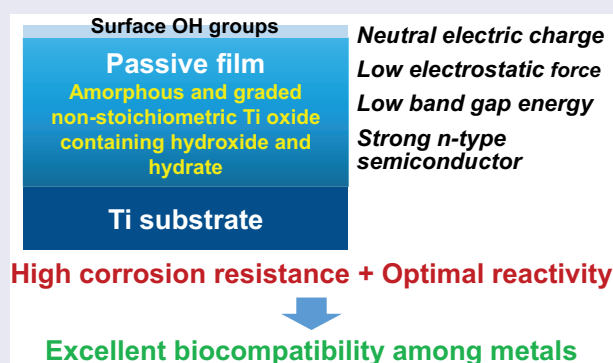 Surface OH groups
Passive film
Amorphous and graded
non-stoichiometric Ti oxide
containing hydroxide and
hydrate
Ti substrate
Neutral electric charge
Low electrostatic force
Low band gap energy
Strong n-type
semiconductor
High corrosion resistance + Optimal reactivity
Excellent biocompatibility among metals